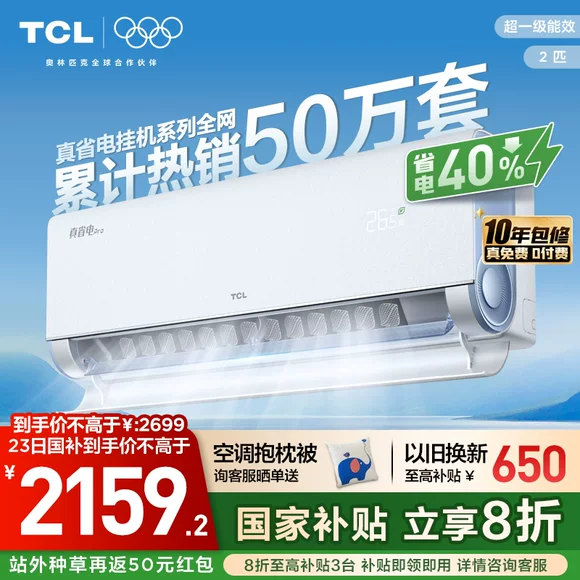 TCL
奥林匹克全球合作伙伴
超一级能效
2 匹
真省电挂机系列全网
累计热销50万套
省电40%
10年包修
真免费 0付费
真省电Pro
26.5
TCL
到手价不高于¥:2699
23日国补到手价不高于
¥2159.2
站外种草再返50元红包
空调抱枕被
询客服晒单送
以旧换新
至高补贴¥650
国家补贴 立享8折
8折至高补贴3台 补贴即领即用 详情咨询客服